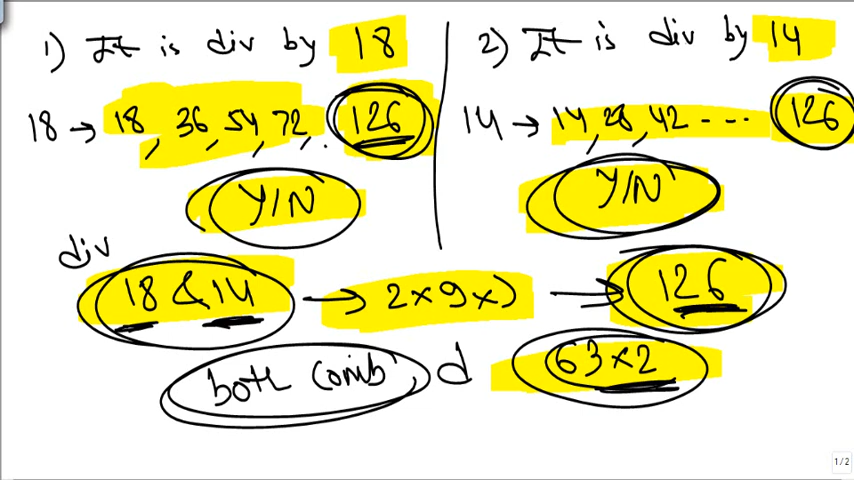 1) It is div by 18
18 → 18, 36, 54, 72, .. 126
Y/N
2) It is div by 14
14 → 14, 28, 42 ----- 126
Y/N
div
18 & 14 → 2×9×7 → 126
both comb d 63×2
1/2